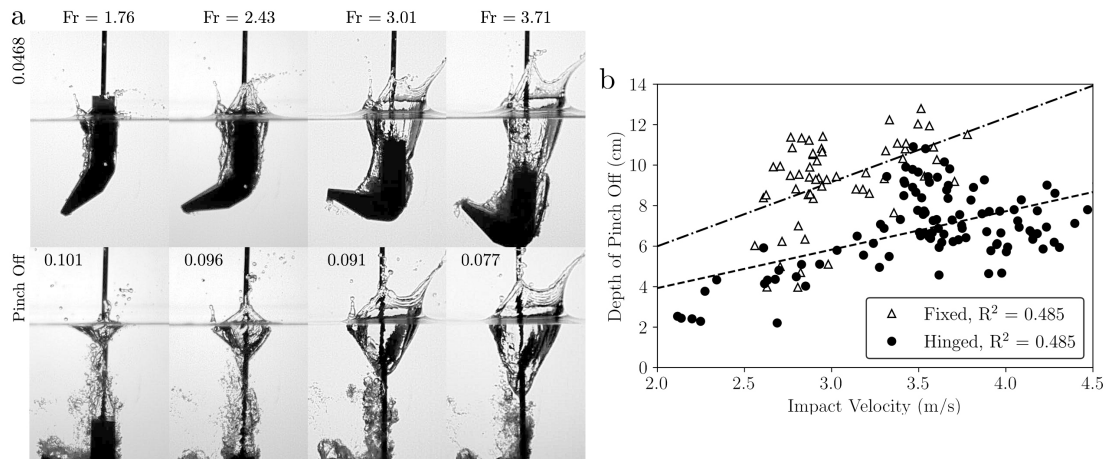 a
Fr = 1.76 Fr = 2.43 Fr = 3.01 Fr = 3.71
0.0468
Pinch Off
0.101 0.096 0.091 0.077
b
Depth of Pinch Off (cm)
14
12
10
8
6
4
2
0
Fixed, R² = 0.485
Hinged, R² = 0.485
2.0 2.5 3.0 3.5 4.0 4.5
Impact Velocity (m/s)